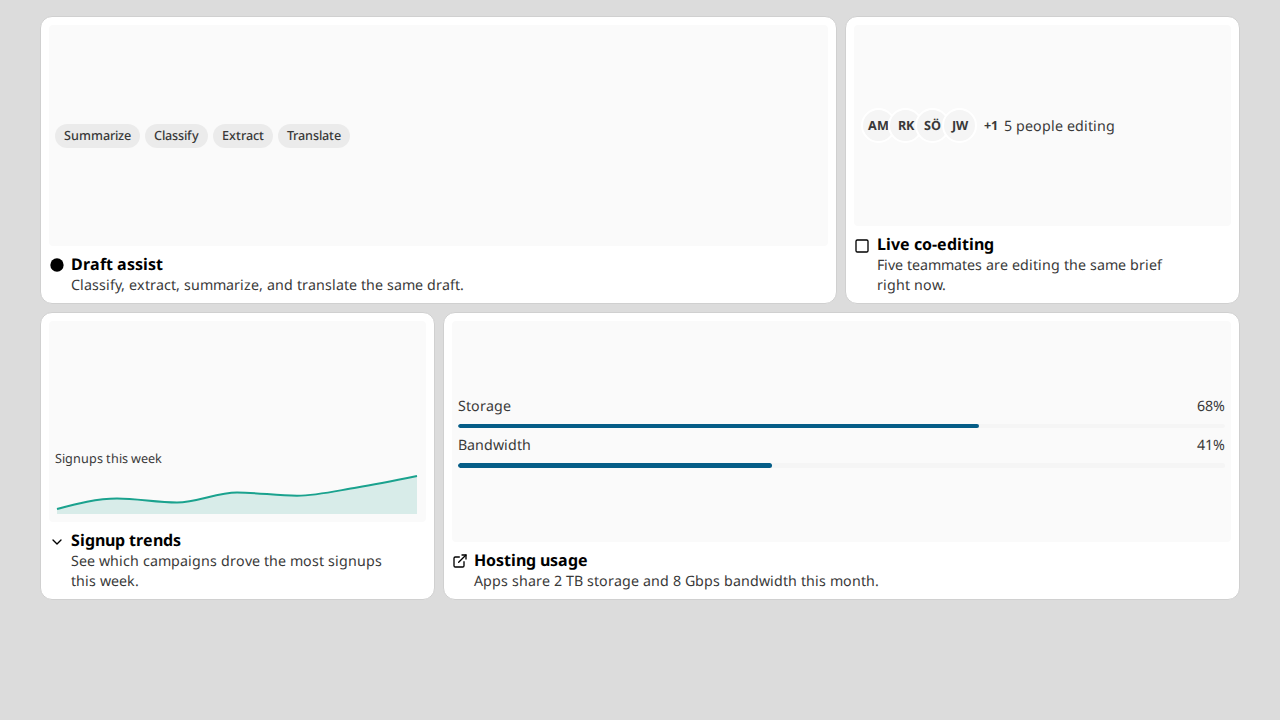 Summarize Classify Extract Translate
Draft assist
Classify, extract, summarize, and translate the same draft.
AM RK SÖ JW +1 5 people editing
Live co-editing
Five teammates are editing the same brief
right now.
Signups this week
Signup trends
See which campaigns drove the most signups
this week.
Storage 68%
Bandwidth 41%
Hosting usage
Apps share 2 TB storage and 8 Gbps bandwidth this month.